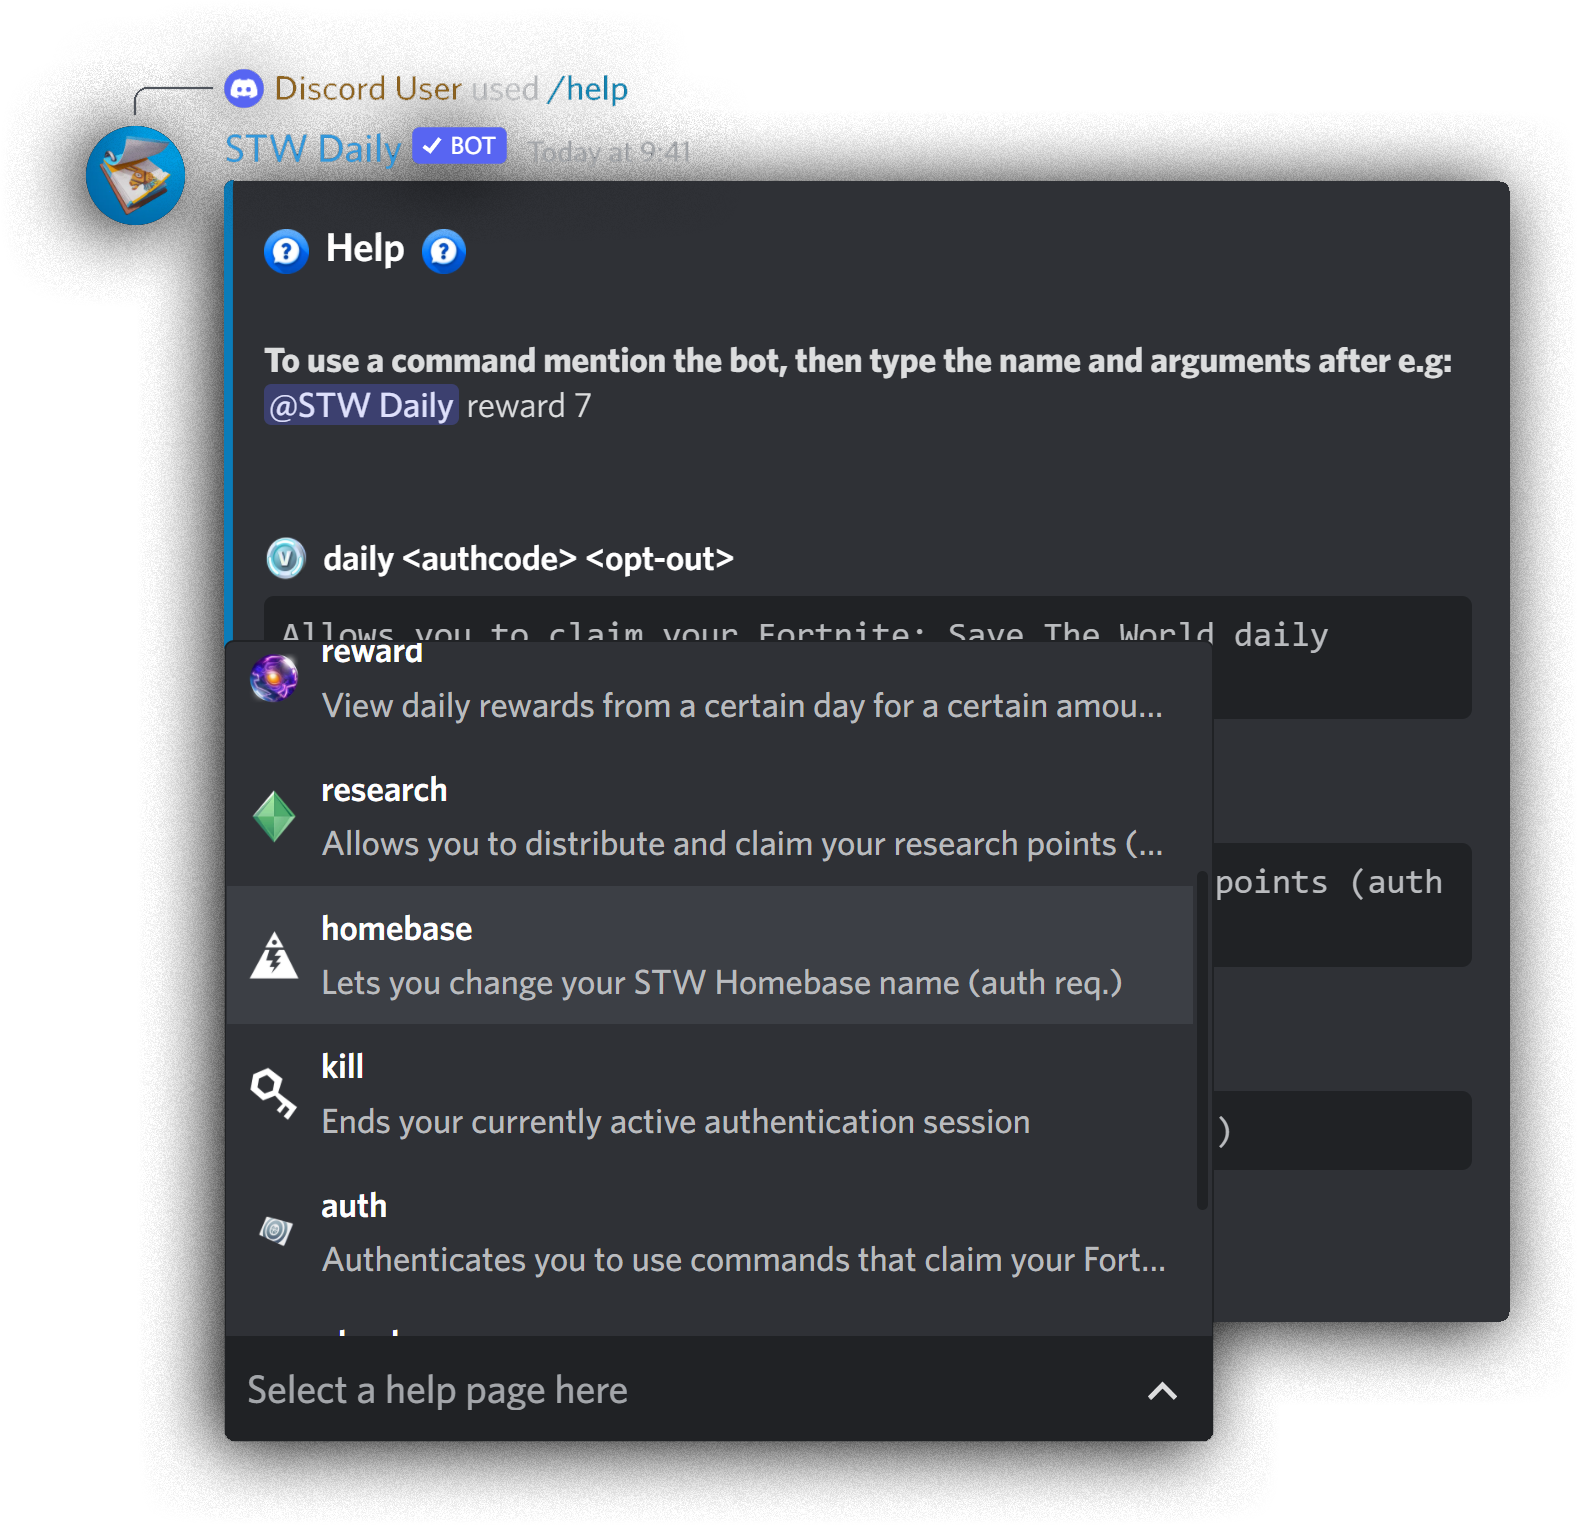 Discord User used /help
STW Daily BOT Today at 9:41
Help
To use a command mention the bot, then type the name and arguments after e.g:
@STW Daily reward 7
daily <authcode> <opt-out>
Allows you to claim your Fortnite: Save The World daily
reward
View daily rewards from a certain day for a certain amou...
research
Allows you to distribute and claim your research points (...
points (auth
homebase
Lets you change your STW Homebase name (auth req.)
kill
Ends your currently active authentication session
)
auth
Authenticates you to use commands that claim your Fort...
Select a help page here